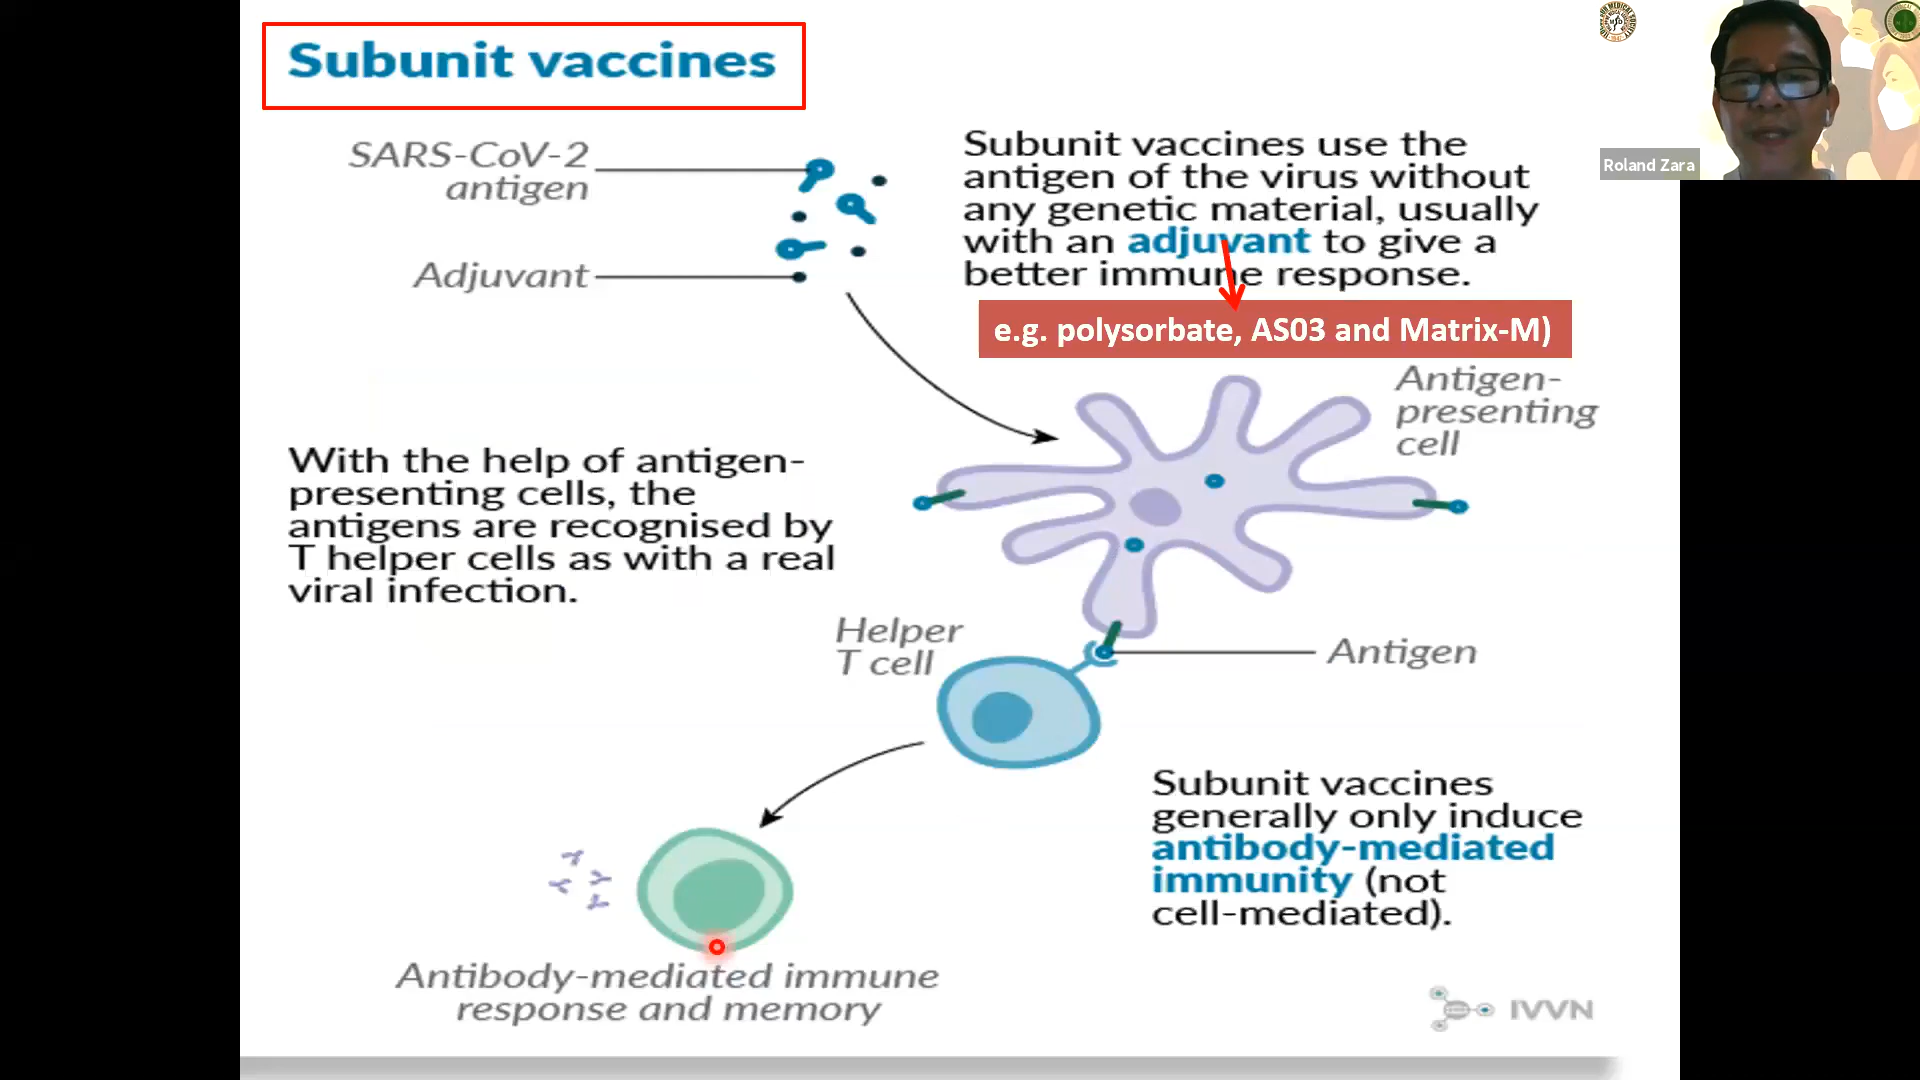 Subunit vaccines
SARS-CoV-2
antigen
Adjuvant
Subunit vaccines use the
antigen of the virus without
any genetic material, usually
with an adjuvant to give a
better immune response.
e.g. polysorbate, AS03 and Matrix-M)
Antigen-
presenting
cell
With the help of antigen-
presenting cells, the
antigens are recognised by
T helper cells as with a real
viral infection.
Helper
T cell
Antigen
Subunit vaccines
generally only induce
antibody-mediated
immunity (not
cell-mediated).
Antibody-mediated immune
response and memory
IVVN
Roland Zara